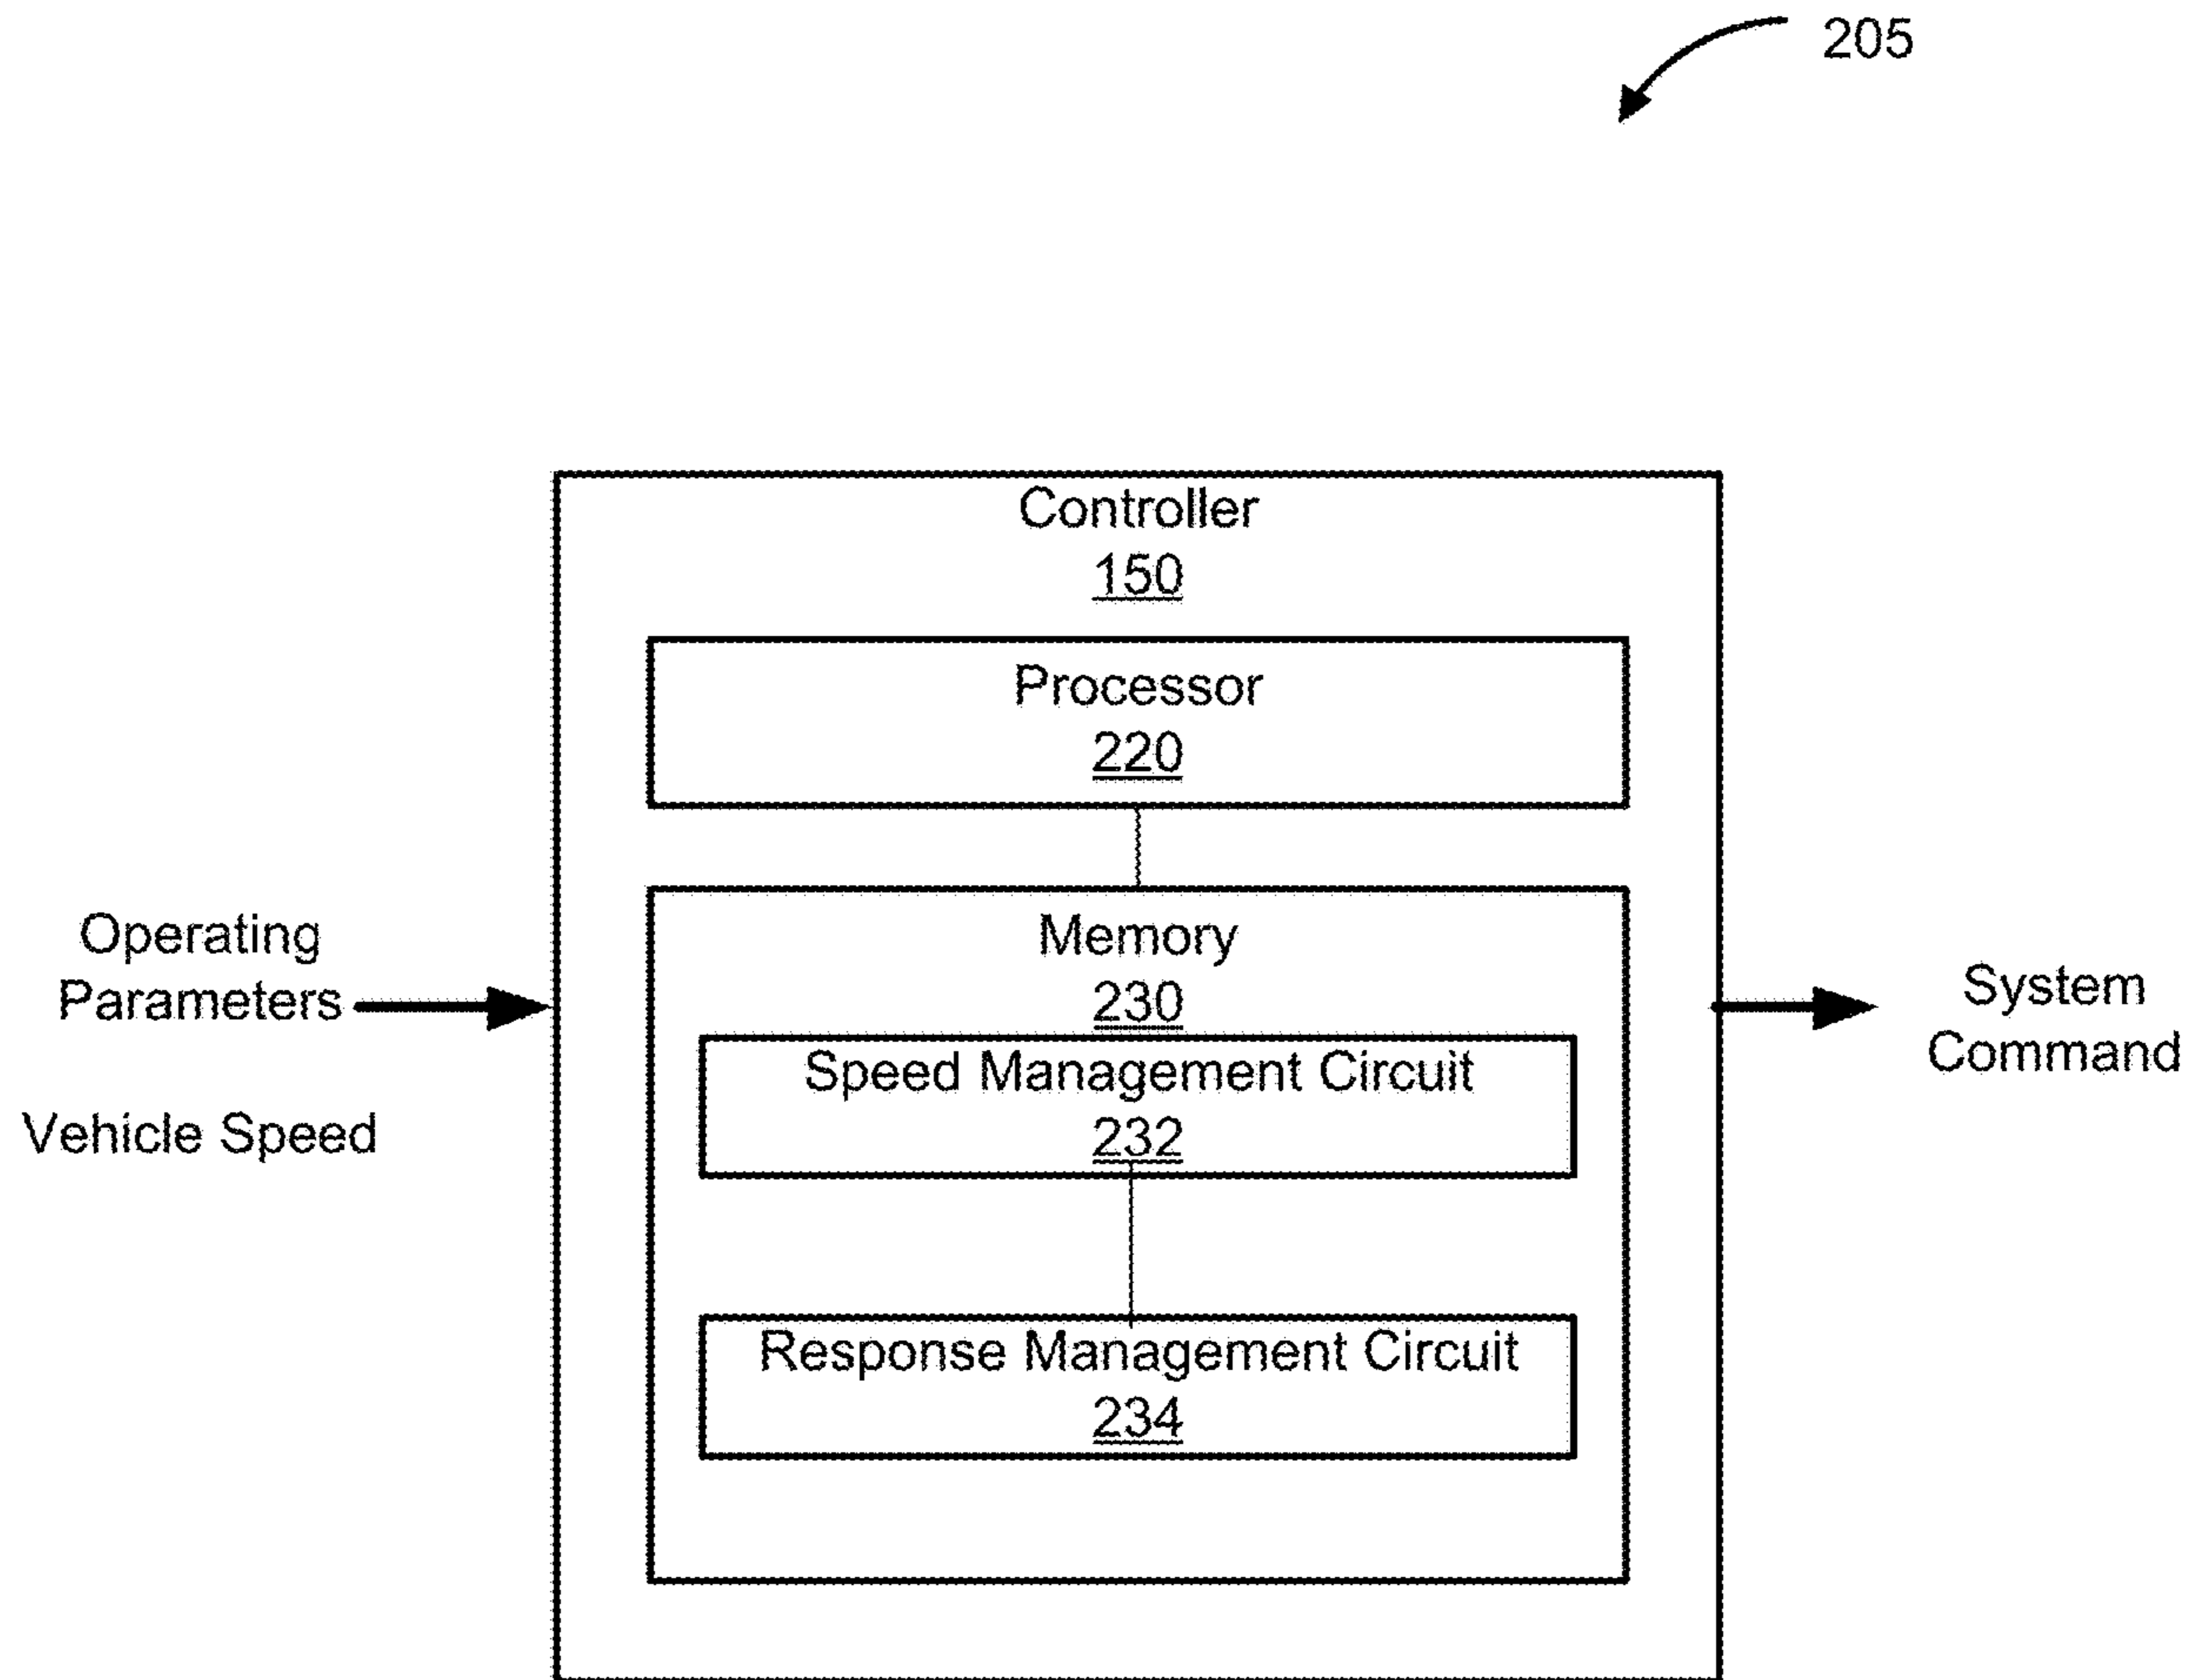 205
Controller
150
Processor
220
Memory
230
Speed Management Circuit
232
Response Management Circuit
234
Operating
Parameters
Vehicle Speed
System
Command